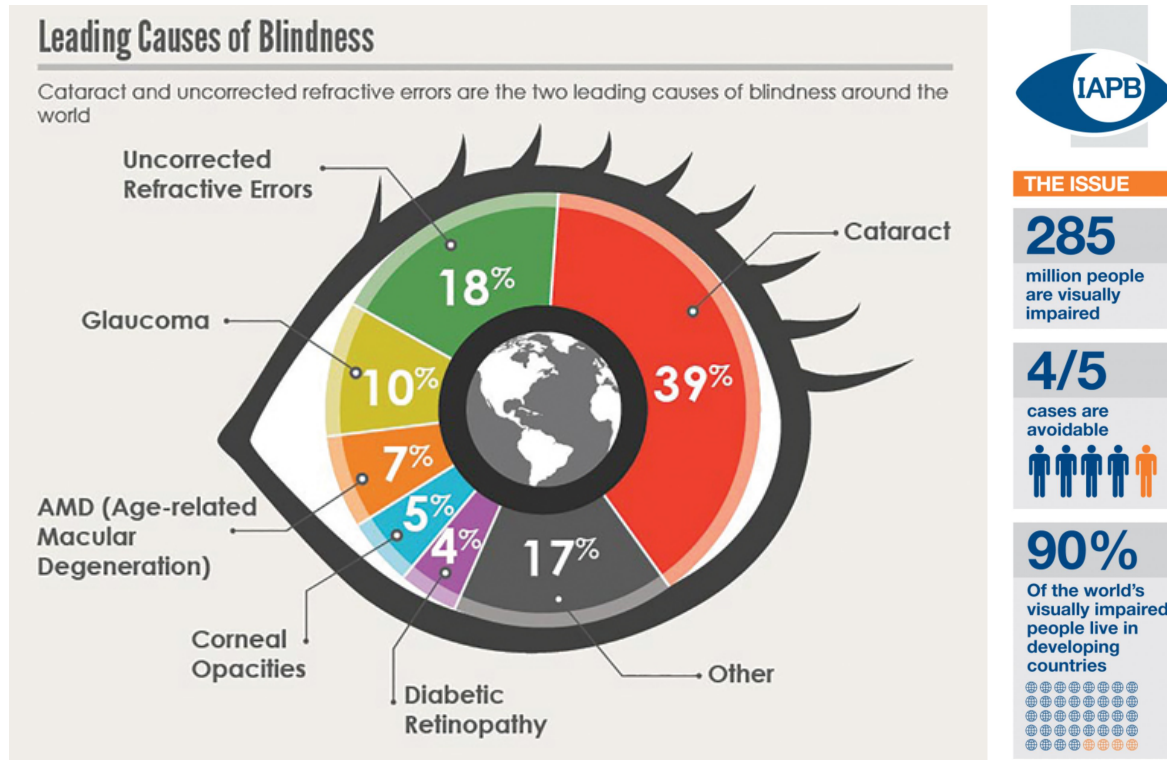 Leading Causes of Blindness
Cataract and uncorrected refractive errors are the two leading causes of blindness around the
world
Uncorrected
Refractive Errors
18%
Cataract
39%
Glaucoma
10%
AMD (Age-related
Macular
Degeneration)
7%
Corneal
Opacities
5%
Diabetic
Retinopathy
4%
Other
17%
IAPB
THE ISSUE
285
million people
are visually
impaired
4/5
cases are
avoidable
90%
Of the world's
visually impaired
people live in
developing
countries